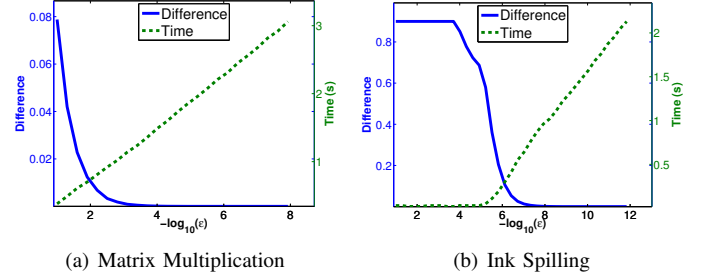 Difference
Time
0.08
0.06
0.04
0.02
Difference
3
2
1
Time (s)
2 4 6 8
-log10(ε)
(a) Matrix Multiplication
Difference
Time
0.8
0.6
0.4
0.2
Difference
2
1.5
1
0.5
Time (s)
2 4 6 8 10 12
-log10(ε)
(b) Ink Spilling